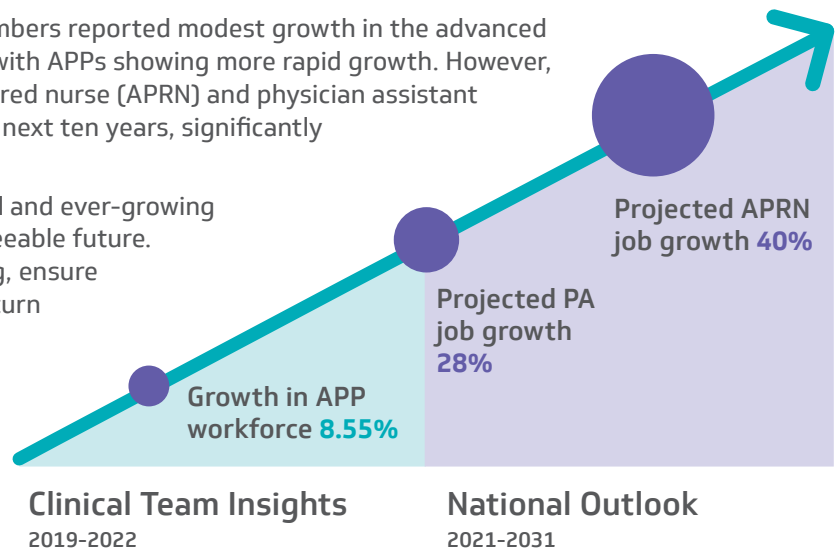 mbers reported modest growth in the advanced
with APPs showing more rapid growth. However,
red nurse (APRN) and physician assistant
next ten years, significantly
and ever-growing
eeable future.
ensure
turn
Projected APRN
job growth 40%
Projected PA
job growth
28%
Growth in APP
workforce 8.55%
Clinical Team Insights
2019-2022
National Outlook
2021-2031